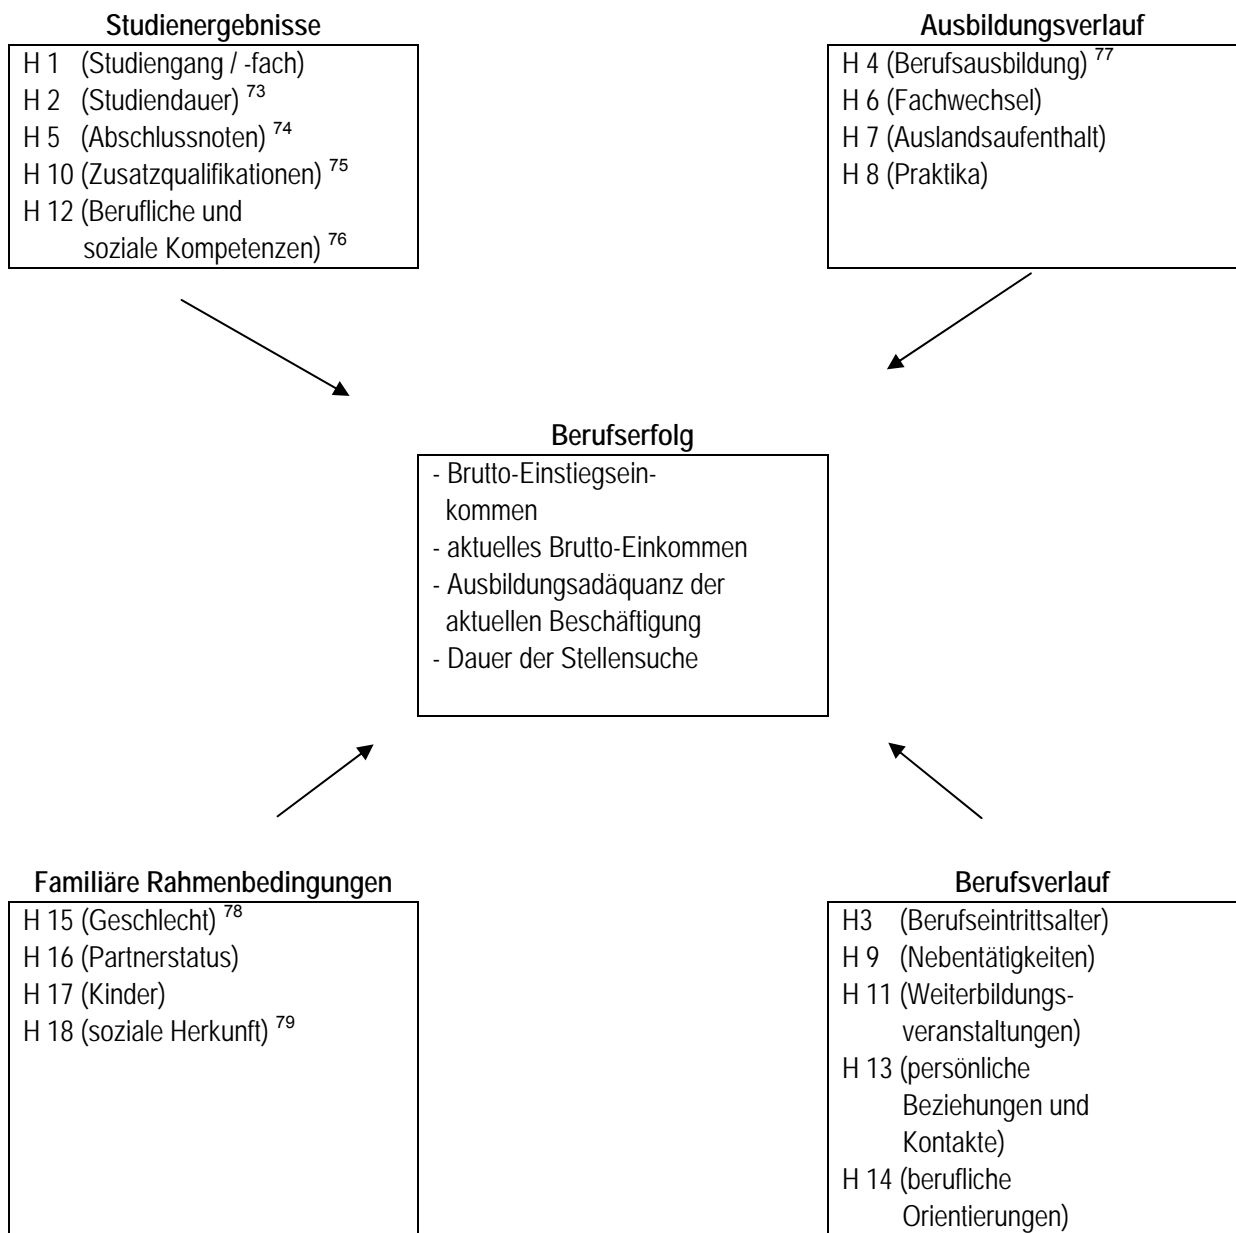 Studienergebnisse
H 1 (Studiengang / -fach)
H 2 (Studiendauer) 73
H 5 (Abschlussnoten) 74
H 10 (Zusatzqualifikationen) 75
H 12 (Berufliche und
soziale Kompetenzen) 76
Ausbildungsverlauf
H 4 (Berufsausbildung) 77
H 6 (Fachwechsel)
H 7 (Auslandsaufenthalt)
H 8 (Praktika)
Berufserfolg
- Brutto-Einstiegsein-
kommen
- aktuelles Brutto-Einkommen
- Ausbildungsadäquanz der
aktuellen Beschäftigung
- Dauer der Stellensuche
Familiäre Rahmenbedingungen
H 15 (Geschlecht) 78
H 16 (Partnerstatus)
H 17 (Kinder)
H 18 (soziale Herkunft) 79
Berufsverlauf
H3 (Berufseintrittsalter)
H 9 (Nebentätigkeiten)
H 11 (Weiterbildungs-
veranstaltungen)
H 13 (persönliche
Beziehungen und
Kontakte)
H 14 (berufliche
Orientierungen)